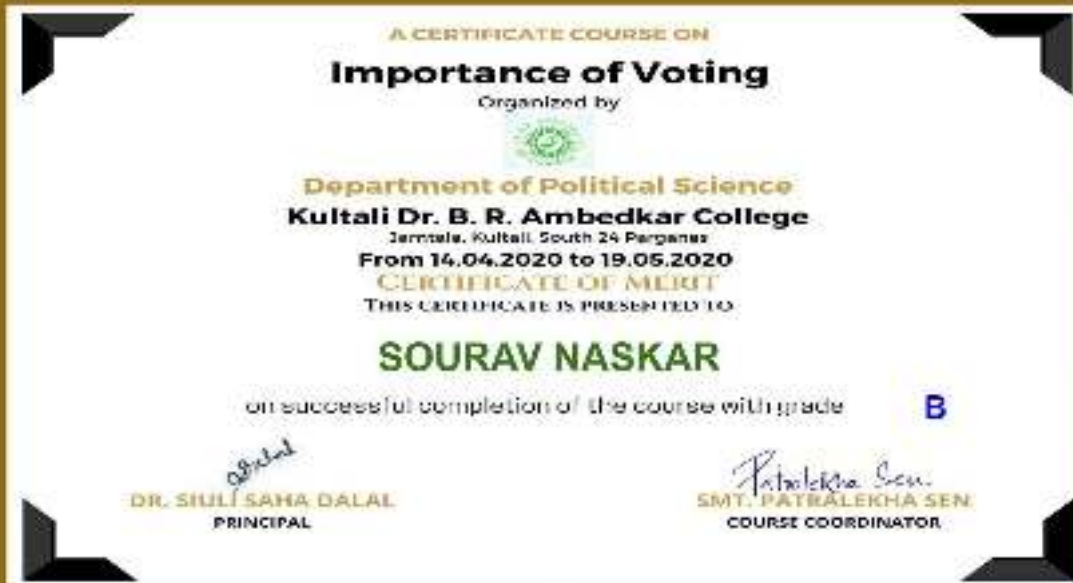 A CERTIFICATE COURSE ON
Importance of Voting
Organized by
Department of Political Science
Kultali Dr. B. R. Ambedkar College
Jamtala, Kultali, South 24 Parganas
From 14.04.2020 to 19.05.2020
CERTIFICATE OF MERIT
THIS CERTIFICATE IS PRESENTED TO
SOURAV NASKAR
on successful completion of the course with grade B
Patralekha Sen.
DR. SIULI SAHA DALAL
SMT. PATRALEKHA SEN
PRINCIPAL
COURSE COORDINATOR